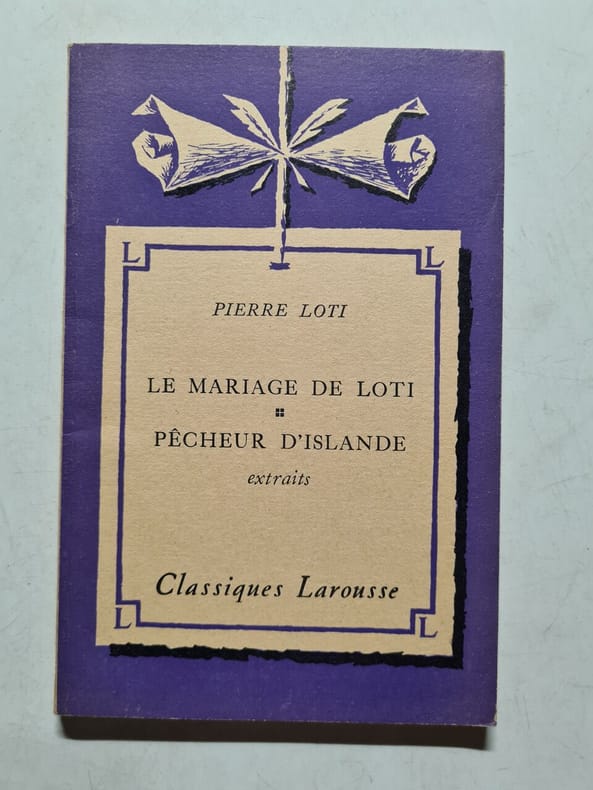 L L
PIERRE LOTI
LE MARIAGE DE LOTI
PÊCHEUR D'ISLANDE
extraits
Classiques Larousse
L L